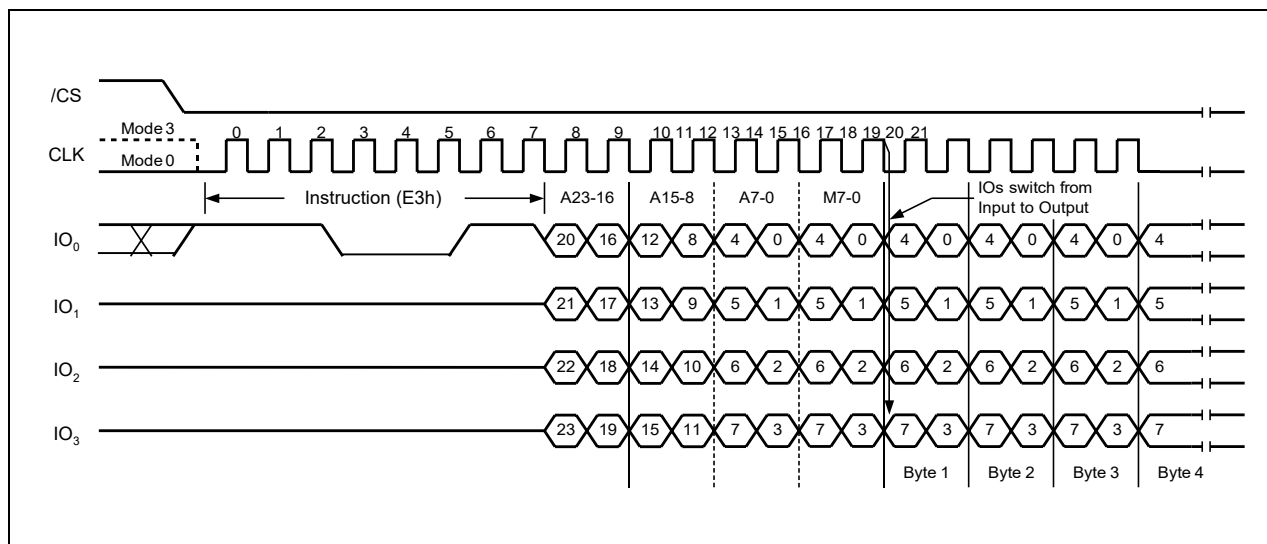 /CS
Mode 3
0 1 2 3 4 5 6 7 8 9 10 11 12 13 14 15 16 17 18 19 20 21
CLK
Mode 0
Instruction (E3h) A23-16 A15-8 A7-0 M7-0 IOs switch from
Input to Output
IO0 20 16 12 8 4 0 4 0 4 0 4 0 4 0 4
IO1 21 17 13 9 5 1 5 1 5 1 5 1 5 1 5
IO2 22 18 14 10 6 2 6 2 6 2 6 2 6 2 6
IO3 23 19 15 11 7 3 7 3 7 3 7 3 7 3 7
Byte 1 Byte 2 Byte 3 Byte 4